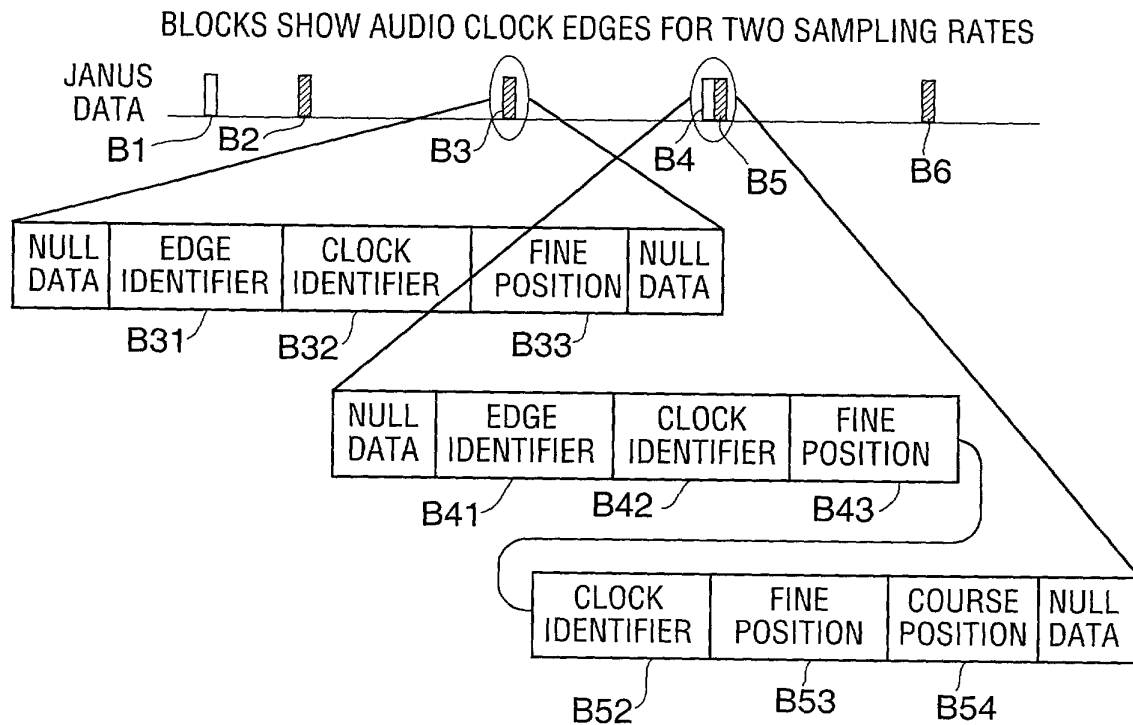 BLOCKS SHOW AUDIO CLOCK EDGES FOR TWO SAMPLING RATES
JANUS
DATA
B1
B2
B3
B4
B5
B6
NULL
DATA
EDGE
IDENTIFIER
CLOCK
IDENTIFIER
FINE
POSITION
NULL
DATA
B31
B32
B33
NULL
DATA
EDGE
IDENTIFIER
CLOCK
IDENTIFIER
FINE
POSITION
B41
B42
B43
CLOCK
IDENTIFIER
FINE
POSITION
COURSE
POSITION
NULL
DATA
B52
B53
B54